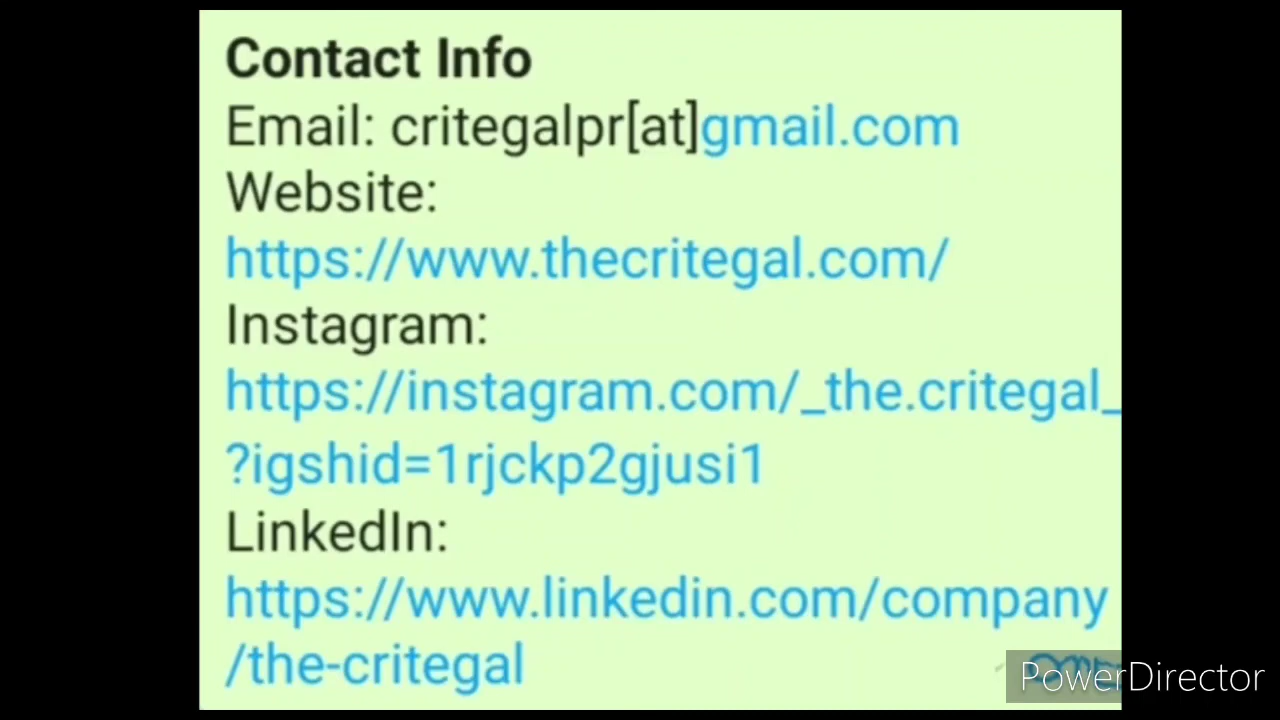 Contact Info
Email: critegalpr[at]gmail.com
Website:
https://www.thecritegal.com/
Instagram:
https://instagram.com/_the.critegal_
?igshid=1rjckp2gjusi1
LinkedIn:
https://www.linkedin.com/company
/the-critegal
PowerDirector